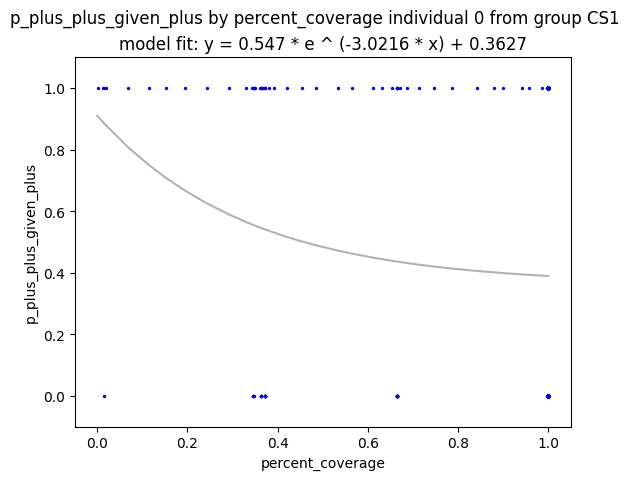 p_plus_plus_given_plus by percent_coverage individual 0 from group CS1
model fit: y = 0.547 * e ^ (-3.0216 * x) + 0.3627
1.0
0.8
0.6
0.4
0.2
0.0
p_plus_plus_given_plus
0.0 0.2 0.4 0.6 0.8 1.0
percent_coverage